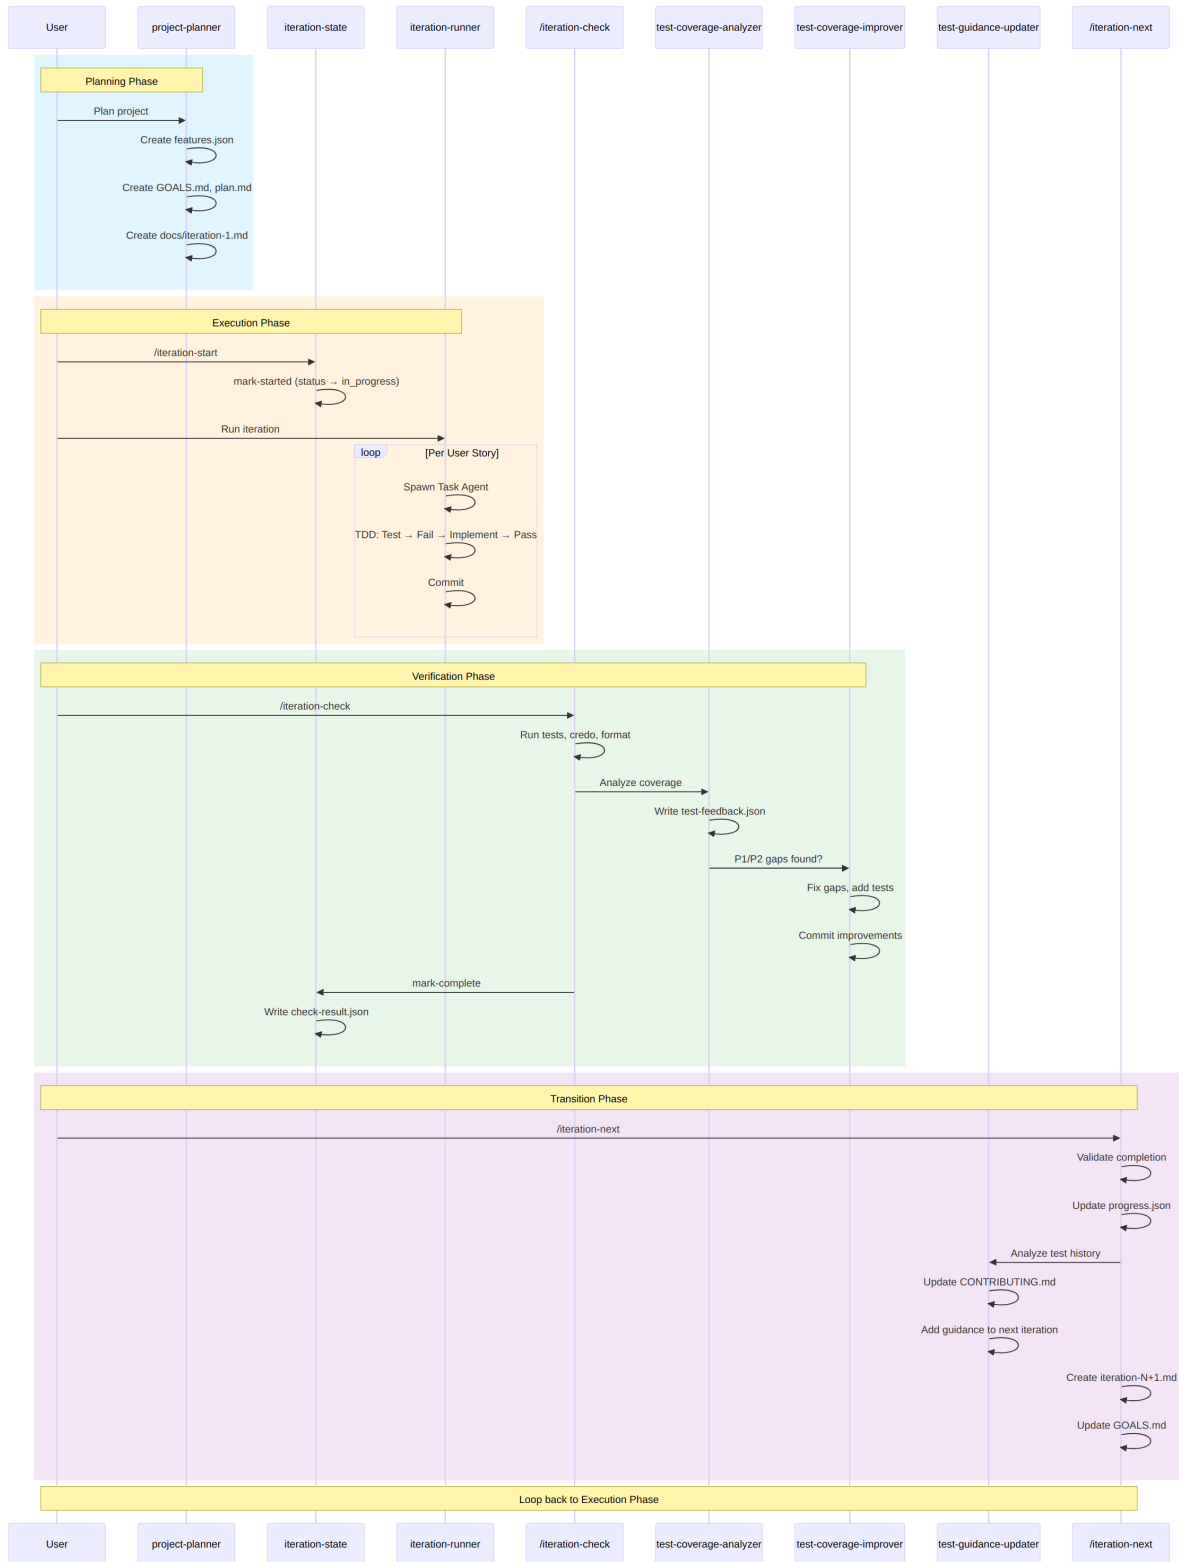 User
project-planner
iteration-state
iteration-runner
/iteration-check
test-coverage-analyzer
test-coverage-improver
test-guidance-updater
/iteration-next
Planning Phase
Plan project
Create features.json
Create GOALS.md, plan.md
Create docs/iteration-1.md
Execution Phase
/iteration-start
mark-started (status → in_progress)
Run iteration
loop
[Per User Story]
Spawn Task Agent
TDD: Test → Fail → Implement → Pass
Commit
Verification Phase
/iteration-check
Run tests, credo, format
Analyze coverage
Write test-feedback.json
P1/P2 gaps found?
Fix gaps, add tests
Commit improvements
mark-complete
Write check-result.json
Transition Phase
/iteration-next
Validate completion
Update progress.json
Analyze test history
Update CONTRIBUTING.md
Add guidance to next iteration
Create iteration-N+1.md
Update GOALS.md
Loop back to Execution Phase
User
project-planner
iteration-state
iteration-runner
/iteration-check
test-coverage-analyzer
test-coverage-improver
test-guidance-updater
/iteration-next